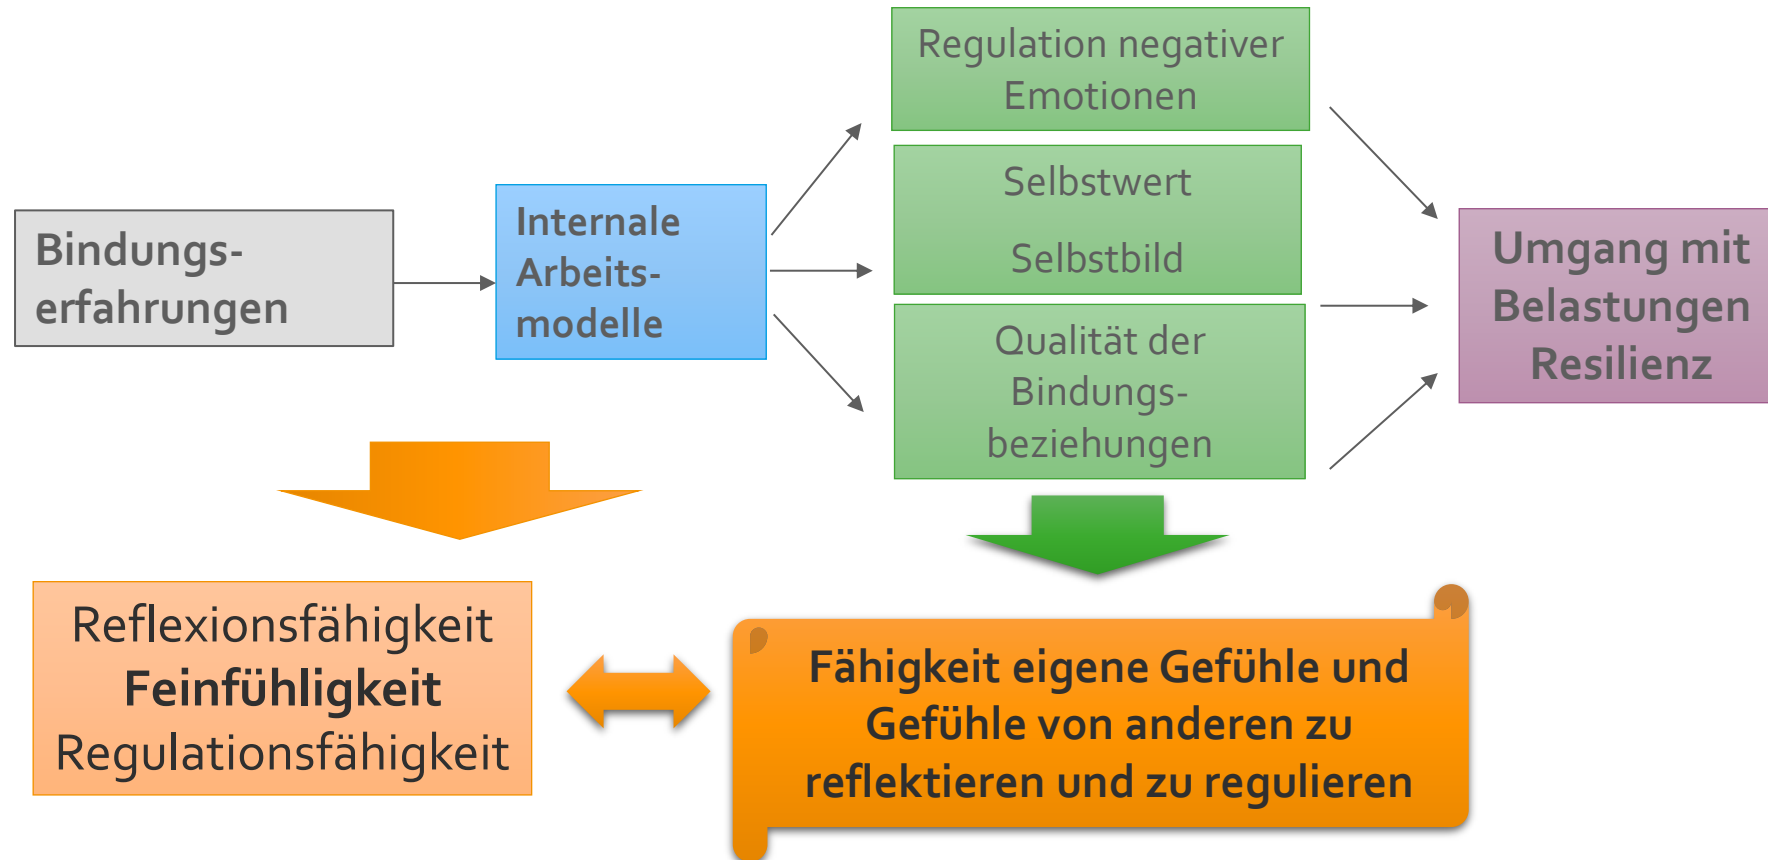 Bindungs-
erfahrungen
Internale
Arbeits-
modelle
Regulation negativer
Emotionen
Selbstwert
Selbstbild
Qualität der
Bindungs-
beziehungen
Umgang mit
Belastungen
Resilienz
Reflexionsfähigkeit
Feinfühligkeit
Regulationsfähigkeit
Fähigkeit eigene Gefühle und
Gefühle von anderen zu
reflektieren und zu regulieren